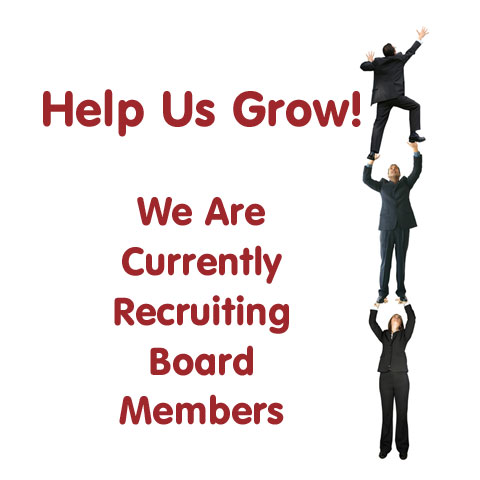 Help Us Grow!
We Are
Currently
Recruiting
Board
Members